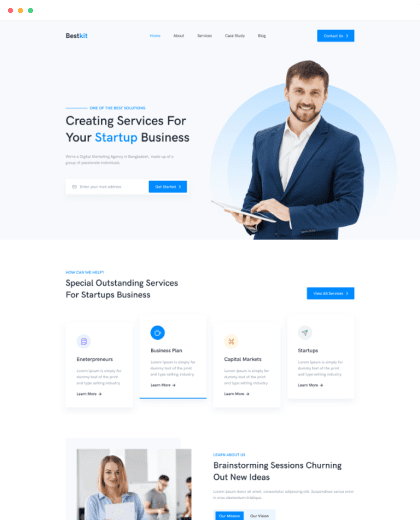 Bestkit
Home About Services Case Study Blog
Contact Us
ONE OF THE BEST SOLUTIONS
Creating Services For
Your Startup Business
We're a Digital Marketing Agency in Bangladesh, make up of a
group of awesome individuals.
Enter your mail address
Get Started
HOW CAN WE HELP?
Special Outstanding Services
For Startups Business
View All Services
Enterpreneurs
Lorem Ipsum is simply for
dummy text of the print
and type setting industry
Learn More
Business Plan
Lorem Ipsum is simply for
dummy text of the print
and type setting industry
Learn More
Capital Markets
Lorem Ipsum is simply for
dummy text of the print
and type setting industry
Learn More
Startups
Lorem Ipsum is simply for
dummy text of the print
and type setting industry
Learn More
LEARN ABOUT US
Brainstorming Sessions Churning
Out New Ideas
Lorem ipsum dolor sit amet, consectetur adipiscing elit. Suspendisse varius enim
in eros elementum tristique.
Our Mission Our Vision